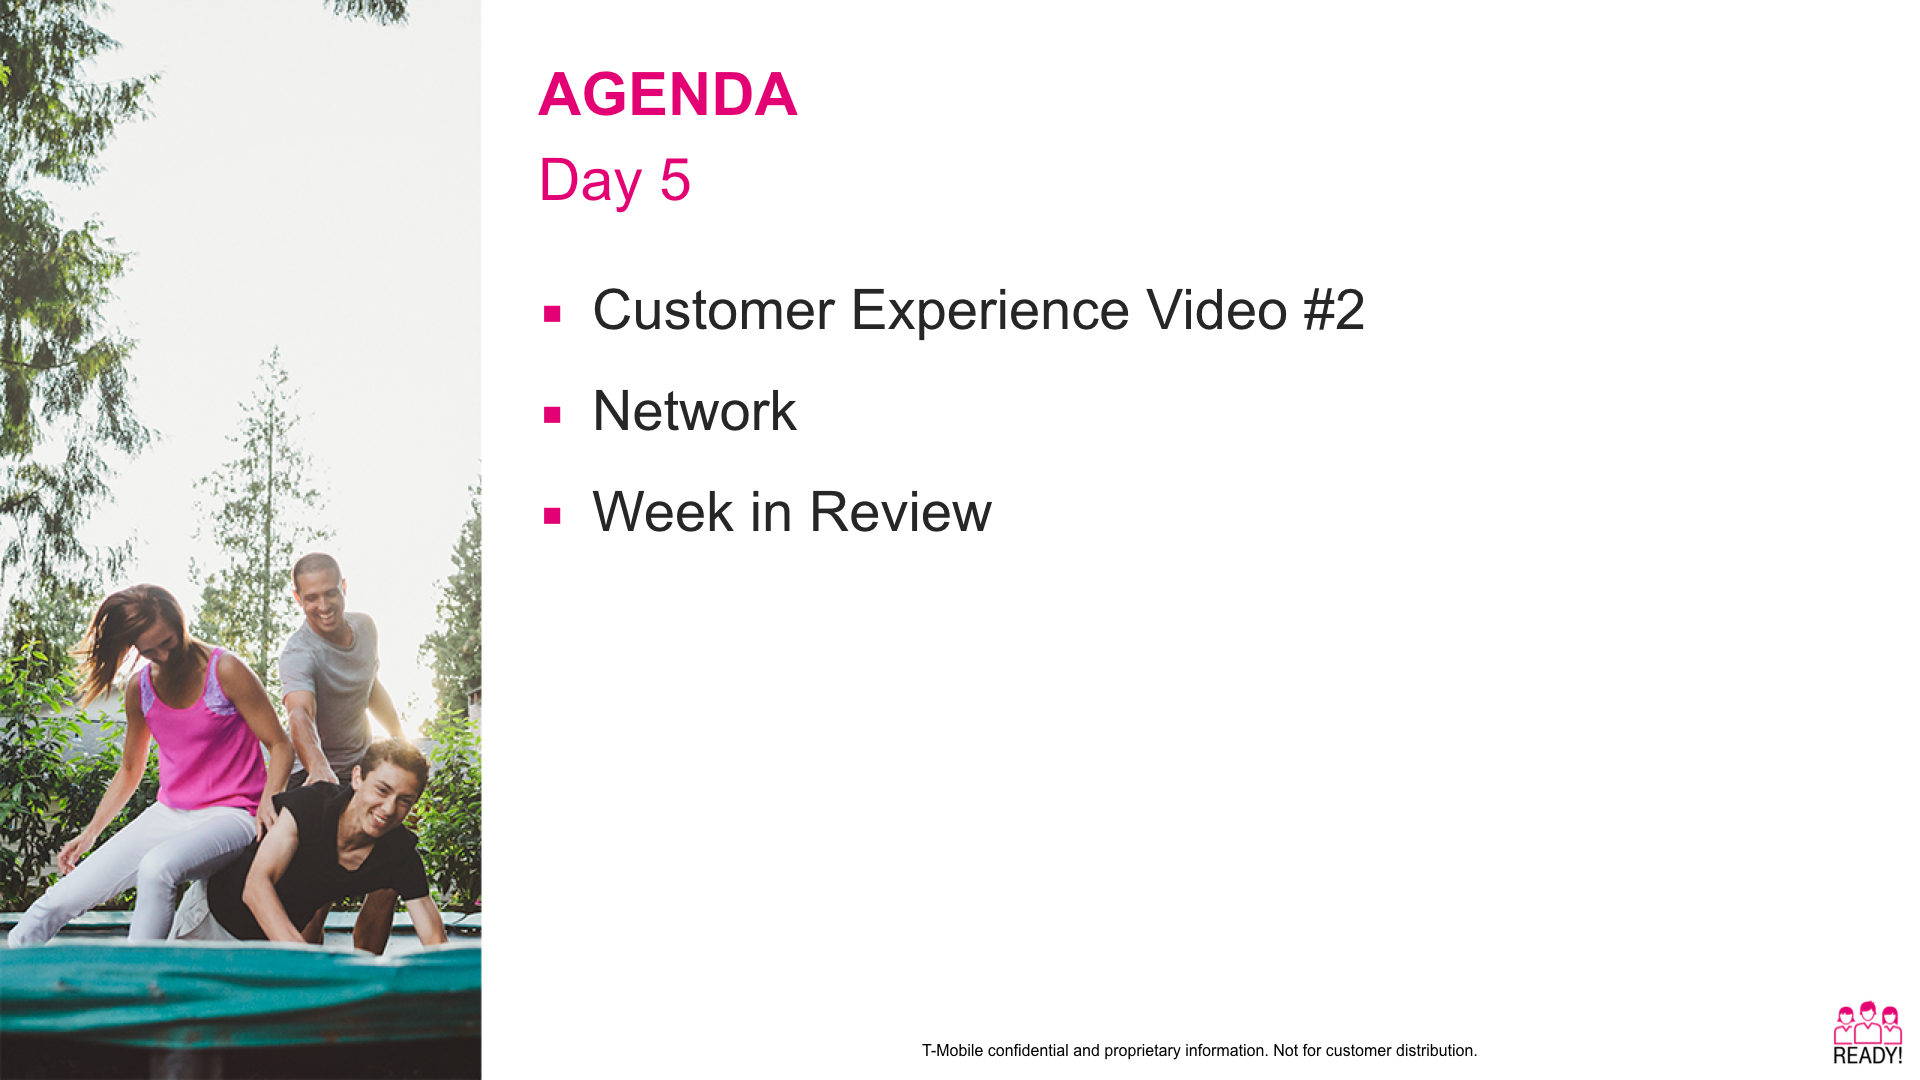 AGENDA
Day 5
Customer Experience Video #2
Network
Week in Review
T-Mobile confidential and proprietary information. Not for customer distribution.
READY!